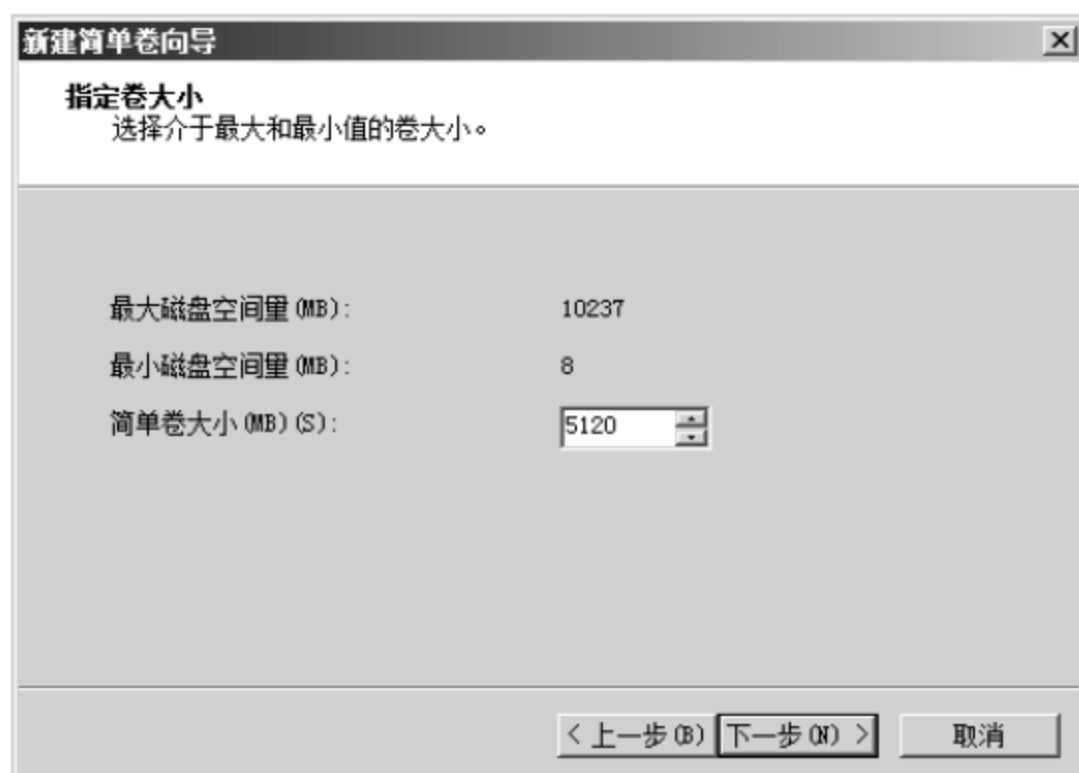 新建简单卷向导
指定卷大小
选择介于最大和最小值的卷大小。
最大磁盘空间量(MB): 10237
最小磁盘空间量(MB): 8
简单卷大小(MB)(S): 5120
< 上一步(B) 下一步(N) > 取消